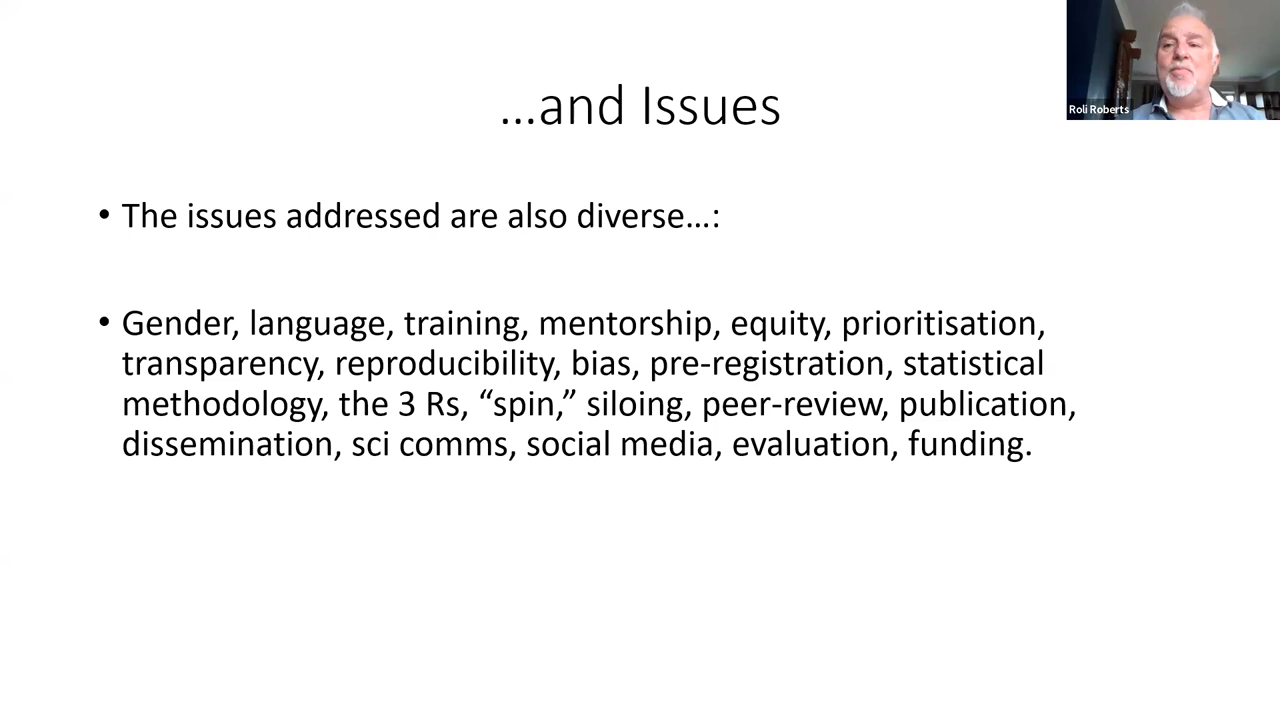 …and Issues
Roli Roberts
• The issues addressed are also diverse…:
• Gender, language, training, mentorship, equity, prioritisation,
transparency, reproducibility, bias, pre-registration, statistical
methodology, the 3 Rs, “spin,” siloing, peer-review, publication,
dissemination, sci comms, social media, evaluation, funding.